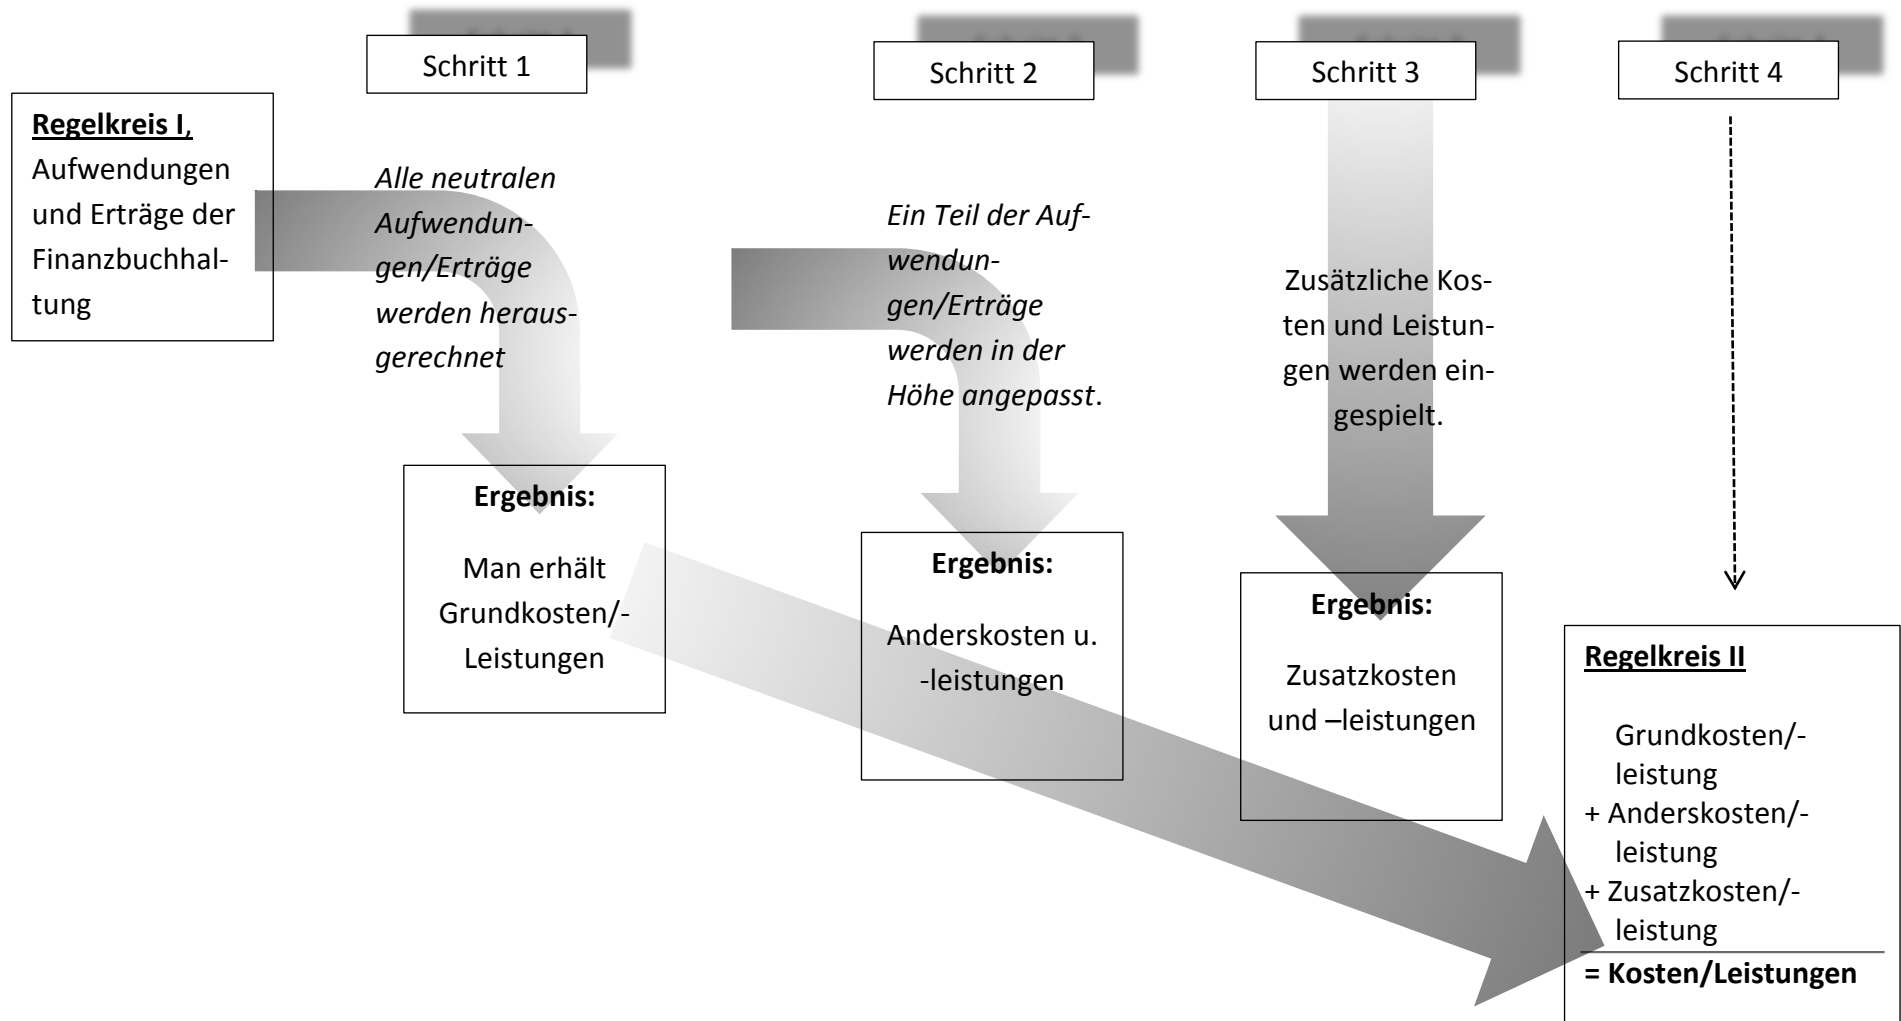 Schritt 1
Schritt 2
Schritt 3
Schritt 4
Regelkreis I,
Aufwendungen
und Erträge der
Finanzbuchhal-
tung
Alle neutralen
Aufwendun-
gen/Erträge
werden heraus-
gerechnet
Ein Teil der Auf-
wendun-
gen/Erträge
werden in der
Höhe angepasst.
Zusätzliche Kos-
ten und Leistun-
gen werden ein-
gespielt.
Ergebnis:
Man erhält
Grundkosten/-
Leistungen
Ergebnis:
Anderskosten u.
-leistungen
Ergebnis:
Zusatzkosten
und –leistungen
Regelkreis II
Grundkosten/-
leistung
+ Anderskosten/-
leistung
+ Zusatzkosten/-
leistung
= Kosten/Leistungen